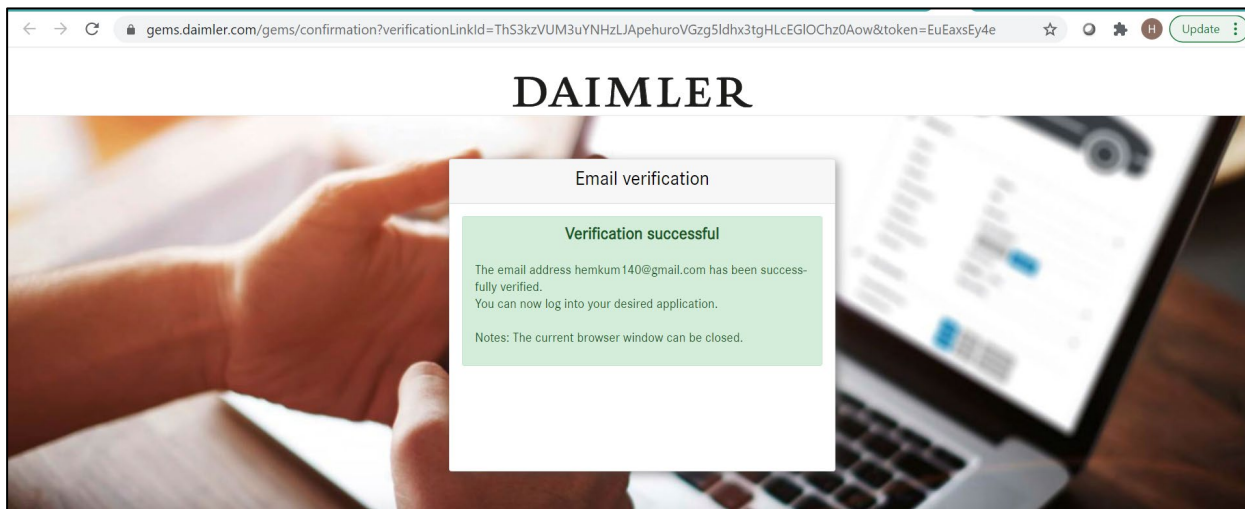 gems.daimler.com/gems/confirmation?verificationLinkId=ThS3kzVUM3uYNHzLJApehuroVGzg5ldhx3tgHLcEGlOChz0Aow&token=EuEaxsEy4e
H
Update
DAIMLER
Email verification
Verification successful
The email address hemkum140@gmail.com has been success-
fully verified.
You can now log into your desired application.
Notes: The current browser window can be closed.